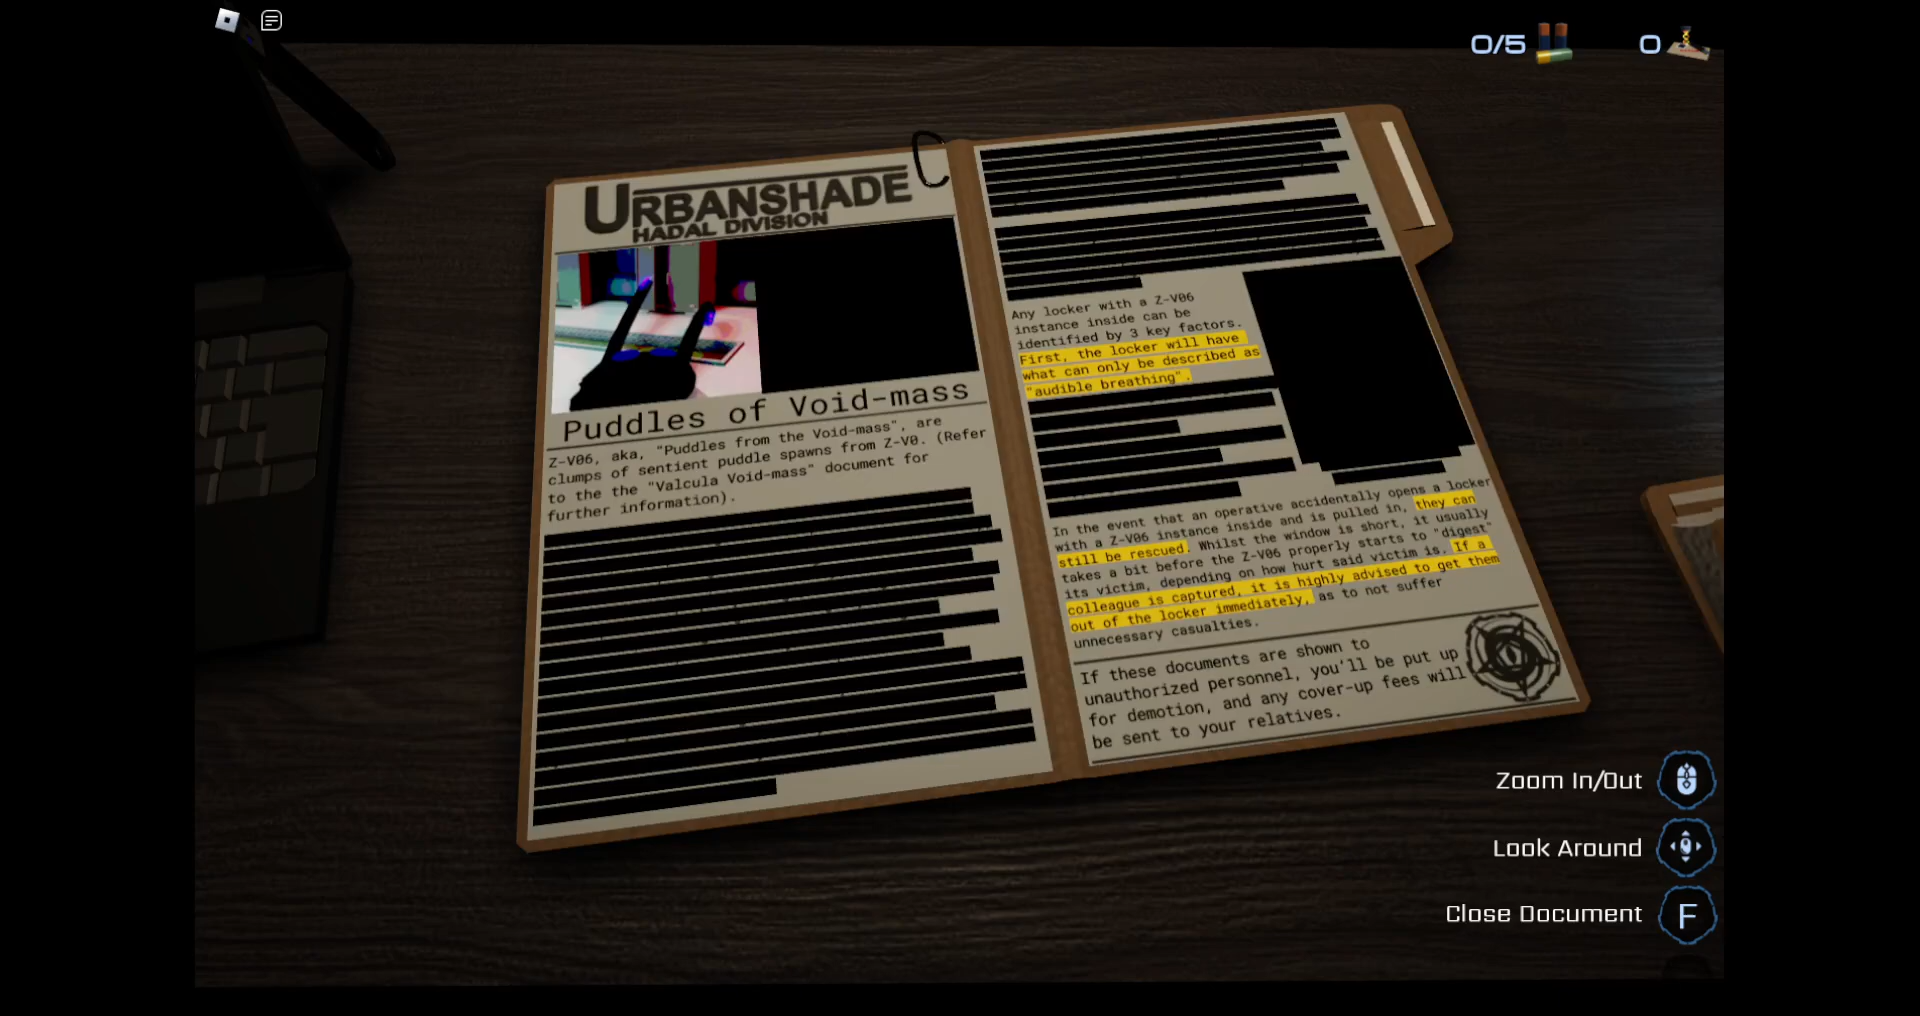 0/5
0
URBANSHADE
HADAL DIVISION
Puddles of Void-mass
Z-V06, aka, "Puddles from the Void-mass", are
clumps of sentient puddle spawns from Z-V0. (Refer
to the the "Valcula Void-mass" document for
further information).
Any locker with a Z-V06
instance inside can be
identified by 3 key factors.
First, the locker will have
what can only be described as
"audible breathing".
In the event that an operative accidentally opens a locker
with a Z-V06 instance inside and is pulled in, they can
still be rescued. Whilst the window is short, it usually
takes a bit before the Z-V06 properly starts to "digest"
its victim, depending on how hurt said victim is. If a
colleague is captured, it is highly advised to get them
out of the locker immediately, as to not suffer
unnecessary casualties.
If these documents are shown to
unauthorized personnel, you'll be put up
for demotion, and any cover-up fees will
be sent to your relatives.
Zoom In/Out
Look Around
Close Document
F